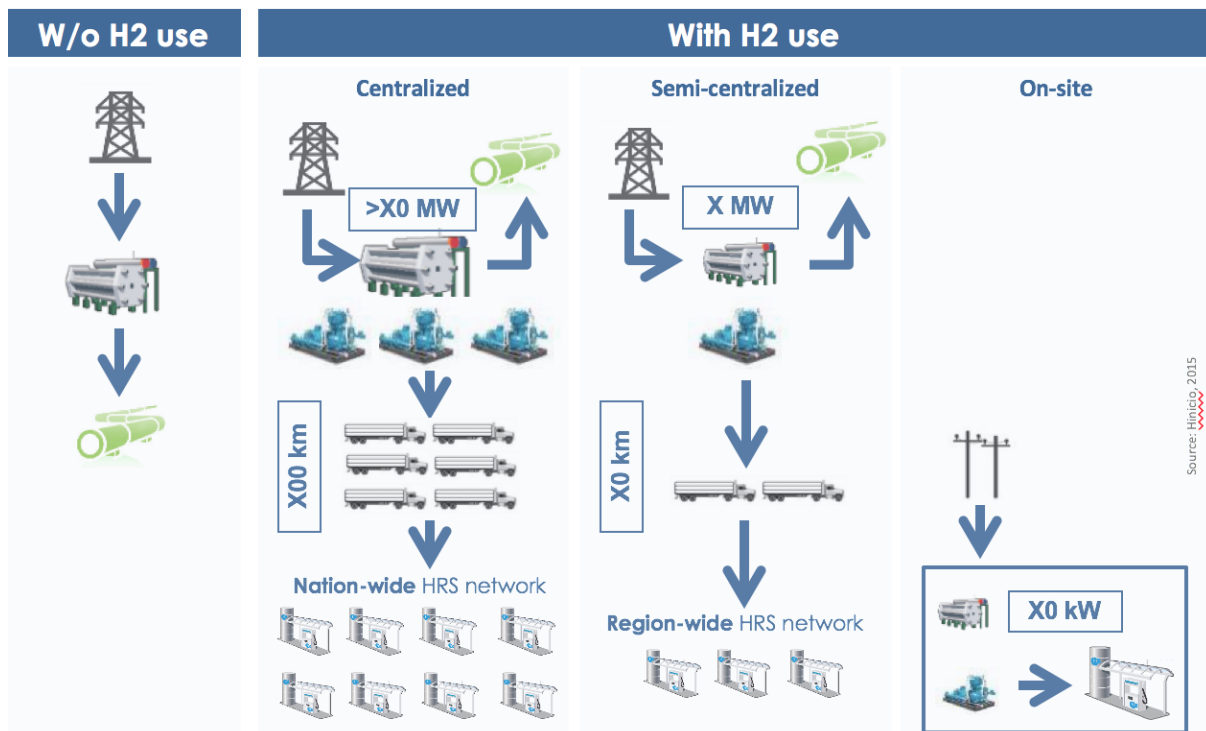 W/o H2 use
With H2 use
Centralized
Semi-centralized
On-site
>X0 MW
X MW
X00 km
X0 km
Nation-wide HRS network
Region-wide HRS network
X0 kW
Source: Hinicio, 2015